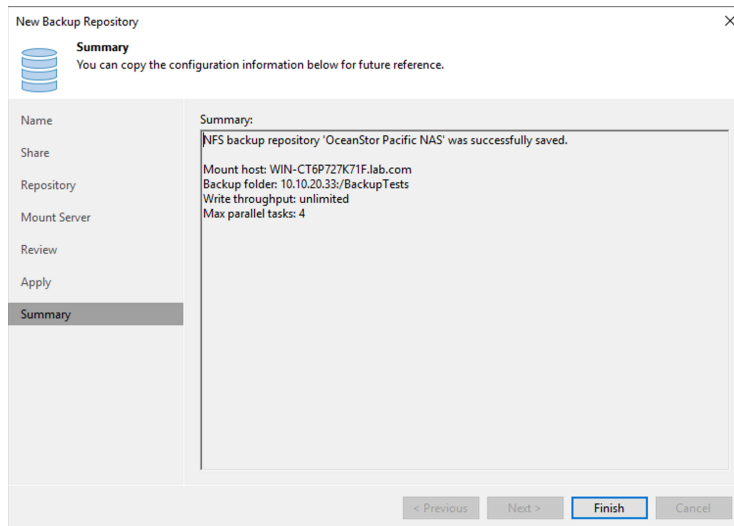 New Backup Repository
Summary
You can copy the configuration information below for future reference.
Name
Share
Repository
Mount Server
Review
Apply
Summary
Summary:
NFS backup repository 'OceanStor Pacific NAS' was successfully saved.
Mount host: WIN-CT6P727K71F.lab.com
Backup folder: 10.10.20.33:/BackupTests
Write throughput: unlimited
Max parallel tasks: 4
< Previous
Next >
Finish
Cancel